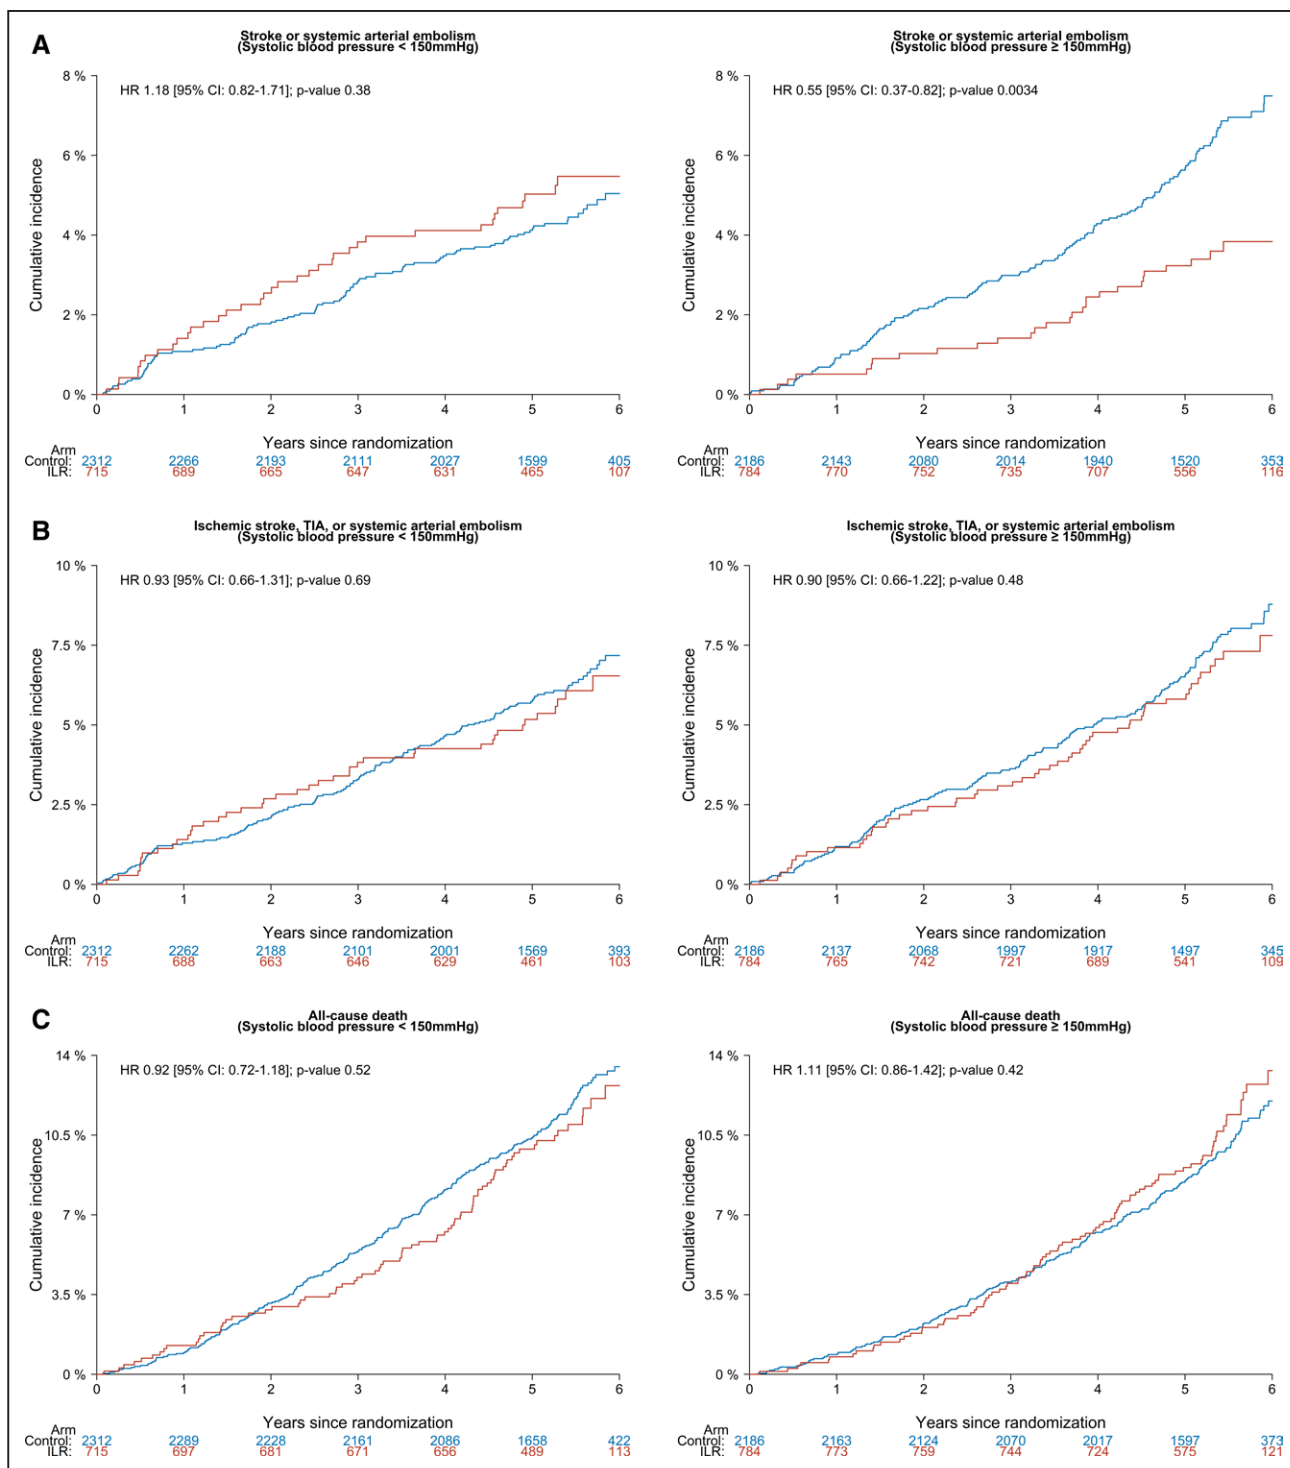 A
Stroke or systemic arterial embolism
(Systolic blood pressure < 150mmHg)
HR 1.18 [95% CI: 0.82-1.71]; p-value 0.38
Cumulative incidence
8 %
6 %
4 %
2 %
0 %
0 1 2 3 4 5 6
Years since randomization
Arm
Control: 2312 2266 2193 2111 2027 1599 405
ILR: 715 689 665 647 631 465 107
Stroke or systemic arterial embolism
(Systolic blood pressure ≥ 150mmHg)
HR 0.55 [95% CI: 0.37-0.82]; p-value 0.0034
Cumulative incidence
8 %
6 %
4 %
2 %
0 %
0 1 2 3 4 5 6
Years since randomization
2186 2143 2080 2014 1940 1520 353
784 770 752 735 707 556 116
B
Ischemic stroke, TIA, or systemic arterial embolism
(Systolic blood pressure < 150mmHg)
HR 0.93 [95% CI: 0.66-1.31]; p-value 0.69
Cumulative incidence
10 %
7.5 %
5 %
2.5 %
0 %
0 1 2 3 4 5 6
Years since randomization
Arm
Control: 2312 2262 2188 2101 2001 1569 393
ILR: 715 688 663 646 629 461 103
Ischemic stroke, TIA, or systemic arterial embolism
(Systolic blood pressure ≥ 150mmHg)
HR 0.90 [95% CI: 0.66-1.22]; p-value 0.48
Cumulative incidence
10 %
7.5 %
5 %
2.5 %
0 %
0 1 2 3 4 5 6
Years since randomization
2186 2137 2068 1997 1917 1497 345
784 765 742 721 689 541 109
C
All-cause death
(Systolic blood pressure < 150mmHg)
HR 0.92 [95% CI: 0.72-1.18]; p-value 0.52
Cumulative incidence
14 %
10.5 %
7 %
3.5 %
0 %
0 1 2 3 4 5 6
Years since randomization
Arm
Control: 2312 2289 2228 2161 2086 1658 422
ILR: 715 697 681 671 656 489 113
All-cause death
(Systolic blood pressure ≥ 150mmHg)
HR 1.11 [95% CI: 0.86-1.42]; p-value 0.42
Cumulative incidence
14 %
10.5 %
7 %
3.5 %
0 %
0 1 2 3 4 5 6
Years since randomization
2186 2163 2124 2070 2017 1597 373
784 773 759 744 724 575 121